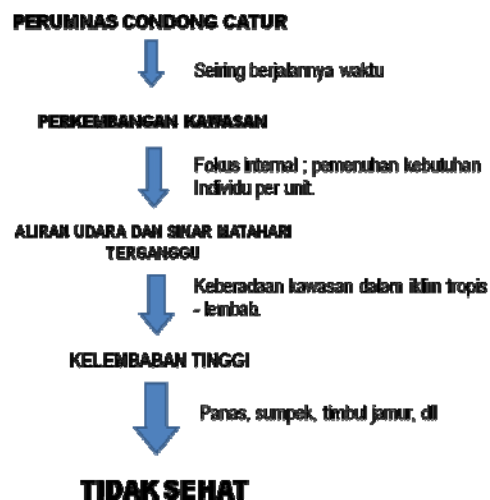 PERUMNAS CONDONG CATUR
Seiring berjalannya waktu
PERKEMBANGAN KAWASAN
Fokus internal ; pemenuhan kebutuhan
Individu per unit.
ALIRAN UDARA DAN SINAR MATAHARI
TERGANGGU
Keberadaan kawasan dalam iklim tropis
- lembab.
KELEMBABAN TINGGI
Panas, sumpek, timbul jamur, dll
TIDAK SEHAT